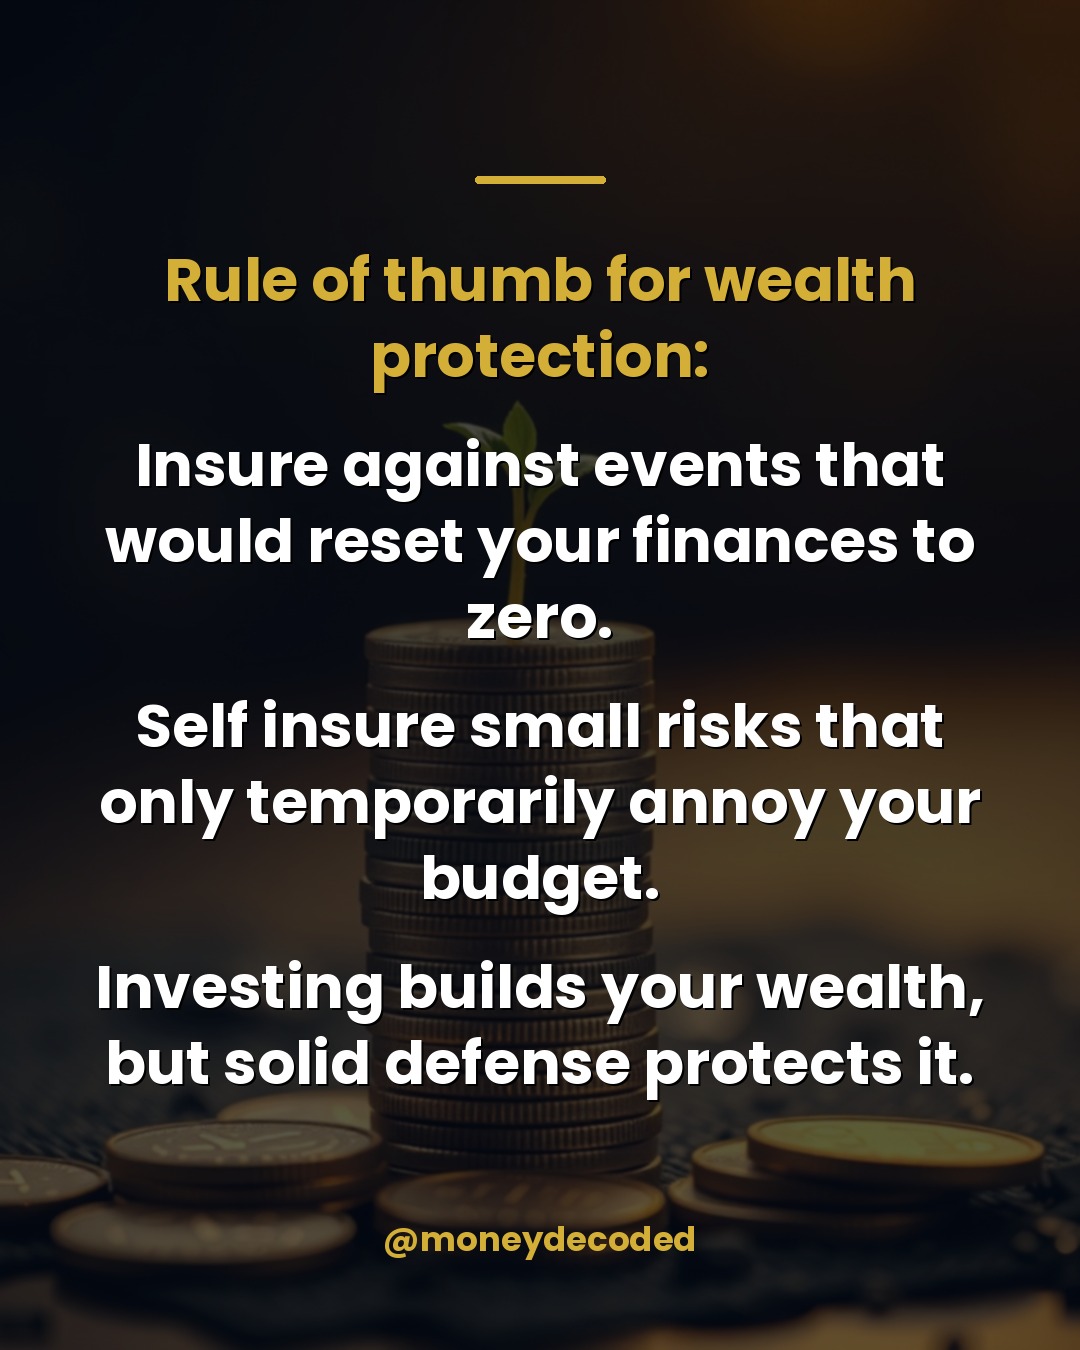 Rule of thumb for wealth
protection:
Insure against events that
would reset your finances to
zero.
Self insure small risks that
only temporarily annoy your
budget.
Investing builds your wealth,
but solid defense protects it.
@moneydecoded